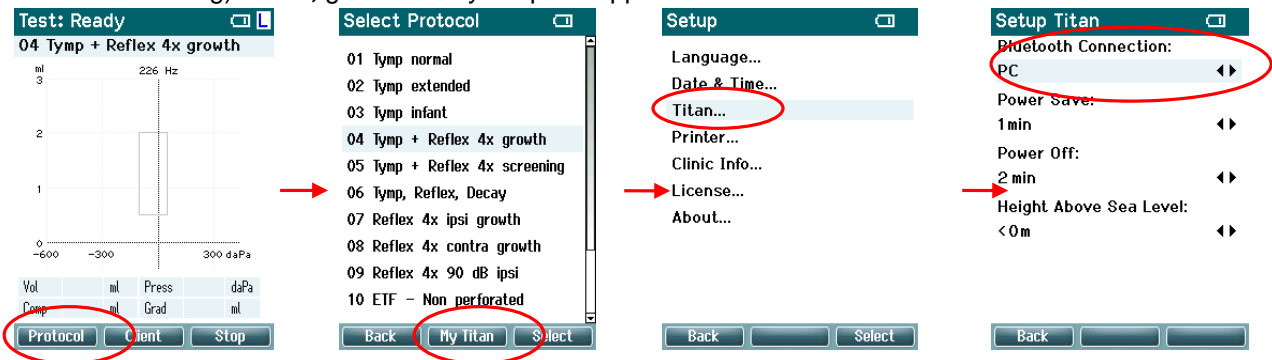 Test: Ready
L
04 Tymp + Reflex 4x growth
ml
3
226 Hz
2
1
0
-600 -300 300 daPa
Vol ml Press daPa
Comp ml Grad ml
Protocol Client Stop
Select Protocol
01 Tymp normal
02 Tymp extended
03 Tymp infant
04 Tymp + Reflex 4x growth
05 Tymp + Reflex 4x screening
06 Tymp, Reflex, Decay
07 Reflex 4x ipsi growth
08 Reflex 4x contra growth
09 Reflex 4x 90 dB ipsi
10 ETF - Non perforated
Back My Titan Select
Setup
Language...
Date & Time...
Titan...
Printer...
Clinic Info...
License...
About...
Back Select
Setup Titan
Bluetooth Connection:
PC
Power Save:
1 min
Power Off:
2 min
Height Above Sea Level:
<0m
Back